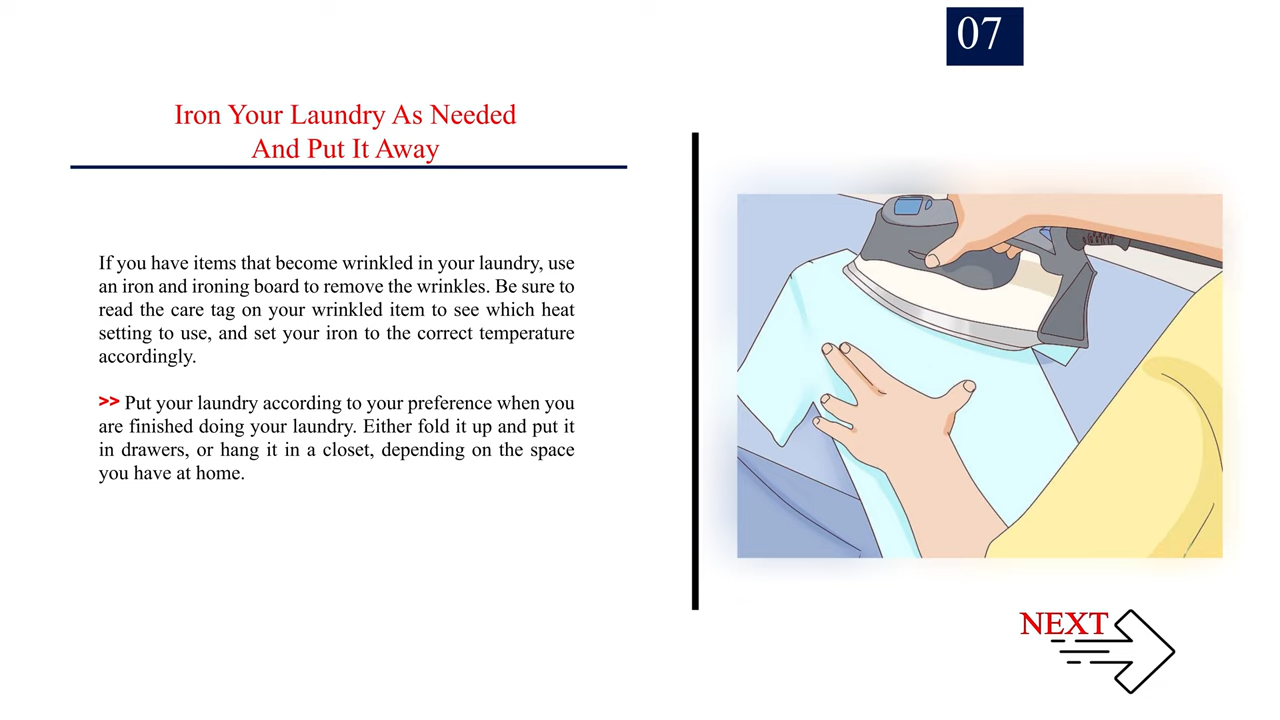 07
Iron Your Laundry As Needed
And Put It Away
If you have items that become wrinkled in your laundry, use
an iron and ironing board to remove the wrinkles. Be sure to
read the care tag on your wrinkled item to see which heat
setting to use, and set your iron to the correct temperature
accordingly.
>> Put your laundry according to your preference when you
are finished doing your laundry. Either fold it up and put it
in drawers, or hang it in a closet, depending on the space
you have at home.
NEXT